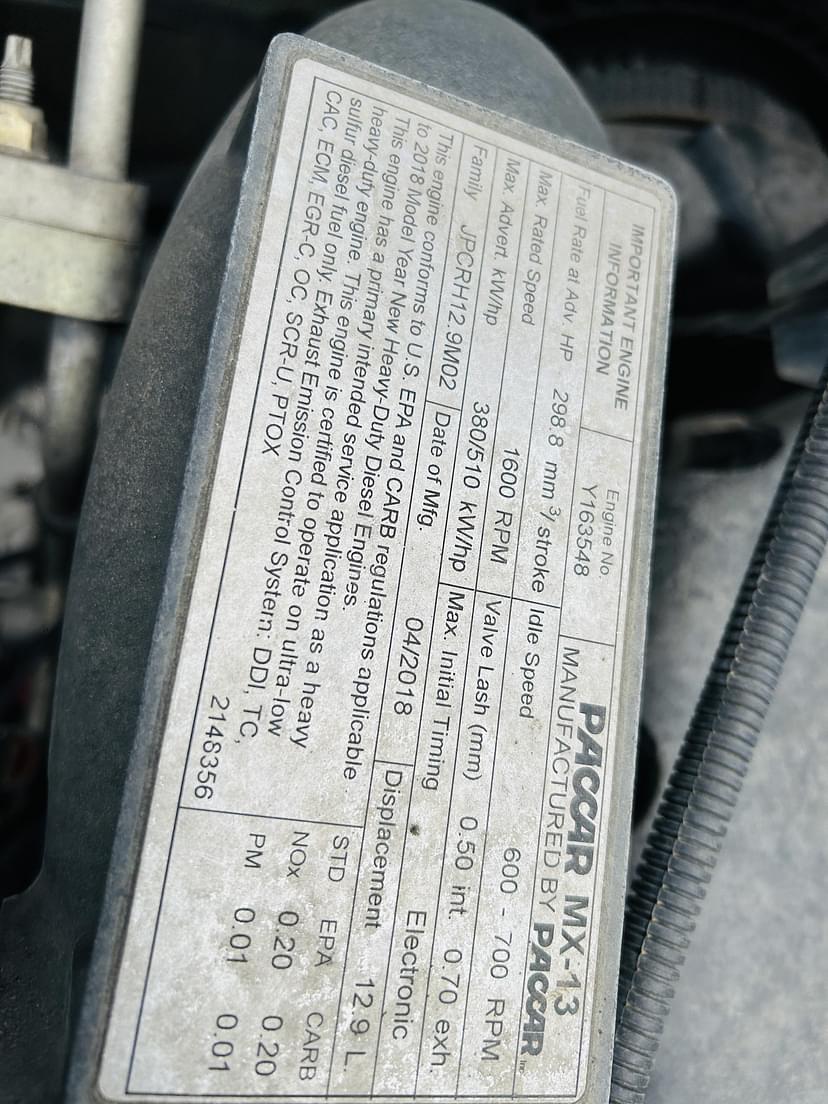 IMPORTANT ENGINE
INFORMATION
Engine No.
Y163548
PACCAR MX-13
MANUFACTURED BY PACCAR Inc.
Fuel Rate at Adv. HP 298.8 mm³/ stroke
Idle Speed 600 - 700 RPM
Max. Rated Speed 1600 RPM
Valve Lash (mm) 0.50 int. 0.70 exh.
Max. Advert. kW/hp 380/510 kW/hp
Max. Initial Timing Electronic
Family JPCRH12.9M02
Date of Mfg. 04/2018
Displacement 12.9 L.
This engine conforms to U.S. EPA and CARB regulations applicable
to 2018 Model Year New Heavy-Duty Diesel Engines.
This engine has a primary intended service application as a heavy
heavy-duty engine. This engine is certified to operate on ultra-low
sulfur diesel fuel only. Exhaust Emission Control System: DDI, TC,
CAC, ECM, EGR-C, OC, SCR-U, PTOX
2148356
STD EPA CARB
NOx 0.20 0.20
PM 0.01 0.01